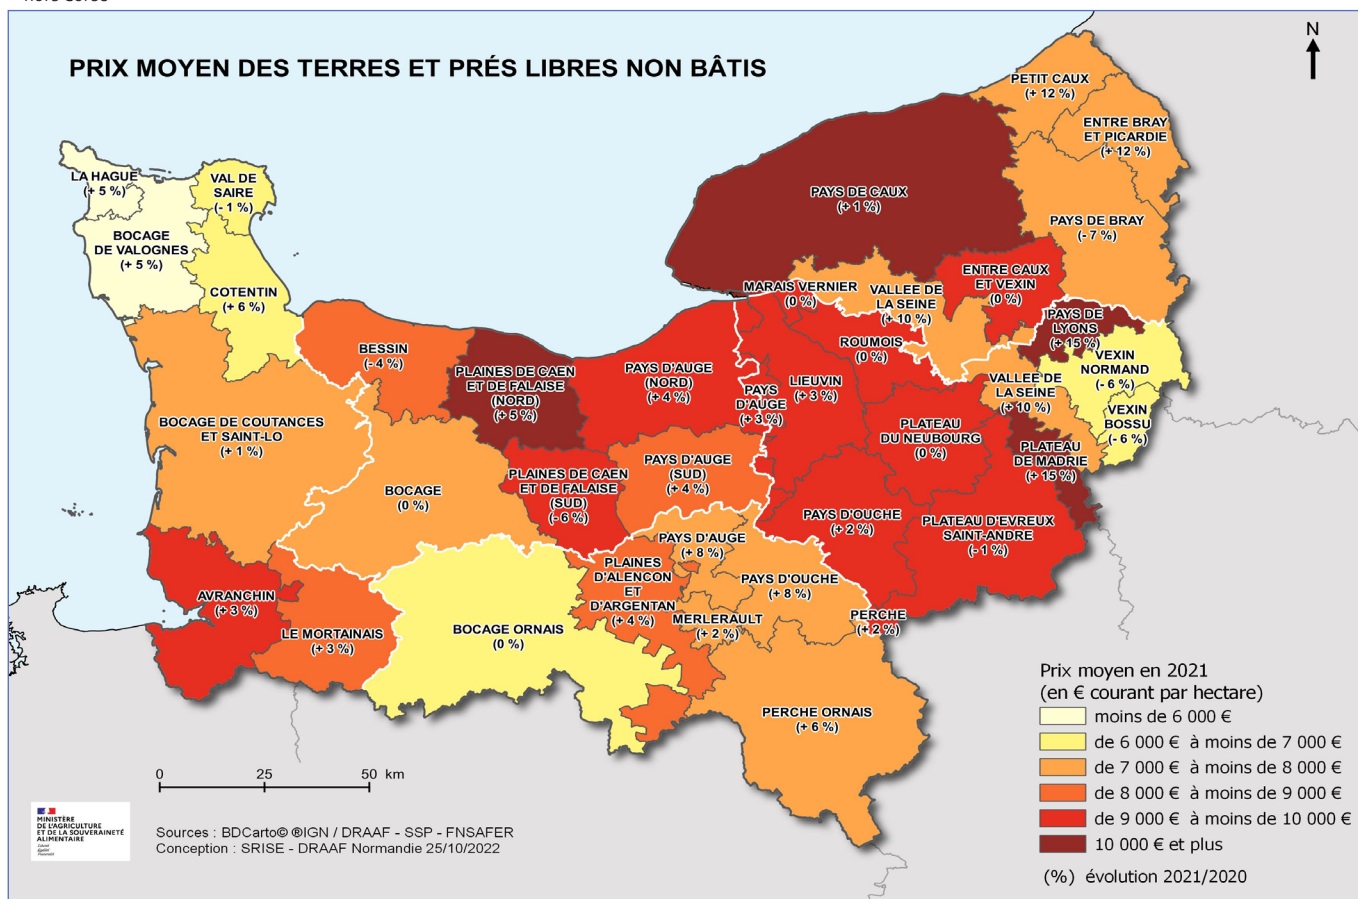 PRIX MOYEN DES TERRES ET PRÉS LIBRES NON BÂTIS
N
PETIT CAUX
(+ 12 %)
ENTRE BRAY
ET PICARDIE
(+ 12 %)
LA HAGUE
(+ 5 %)
VAL DE
SAIRE
(- 1 %)
PAYS DE CAUX
(+ 1 %)
PAYS DE BRAY
(- 7 %)
BOCAGE
DE VALOGNES
(+ 5 %)
COTENTIN
(+ 6 %)
ENTRE CAUX
ET VEXIN
(0 %)
MARAIS VERNIER
(0 %)
VALLEE DE
LA SEINE
(+ 10 %)
PAYS DE
LYONS
(+ 15 %)
ROUMOIS
(0 %)
BESSIN
(- 4 %)
PLAINES DE CAEN
ET DE FALAISE
(NORD)
(+ 5 %)
PAYS D'AUGE
(NORD)
(+ 4 %)
PAYS
D'AUGE
(+ 3 %)
LIEUVIN
(+ 3 %)
VEXIN
NORMAND
(- 6 %)
VALLEE DE
LA SEINE
(+ 10 %)
VEXIN
BOSSU
(- 6 %)
BOCAGE DE COUTANCES
ET SAINT-LO
(+ 1 %)
PLATEAU
DU NEUBOURG
(0 %)
PLATEAU
DE MADRIE
(+ 15 %)
BOCAGE
(0 %)
PLAINES DE CAEN
ET DE FALAISE
(SUD)
(- 6 %)
PAYS D'AUGE
(SUD)
(+ 4 %)
PAYS D'OUCHE
(+ 2 %)
PLATEAU D'EVREUX
SAINT-ANDRE
(- 1 %)
PAYS D'AUGE
(+ 8 %)
PLAINES
D'ALENCON
ET
D'ARGENTAN
(+ 4 %)
PAYS D'OUCHE
(+ 8 %)
AVRANCHIN
(+ 3 %)
LE MORTAINAIS
(+ 3 %)
BOCAGE ORNAIS
(0 %)
MERLERAULT
(+ 2 %)
PERCHE
(+ 2 %)
PERCHE ORNAIS
(+ 6 %)
Prix moyen en 2021
(en € courant par hectare)
moins de 6 000 €
de 6 000 € à moins de 7 000 €
de 7 000 € à moins de 8 000 €
de 8 000 € à moins de 9 000 €
de 9 000 € à moins de 10 000 €
10 000 € et plus
(%) évolution 2021/2020
0 25 50 km
MINISTÈRE
DE L'AGRICULTURE
ET DE LA SOUVERAINETÉ
ALIMENTAIRE
Liberté
Égalité
Fraternité
Sources : BDCarto© ®IGN / DRAAF - SSP - FNSAFER
Conception : SRISE - DRAAF Normandie 25/10/2022